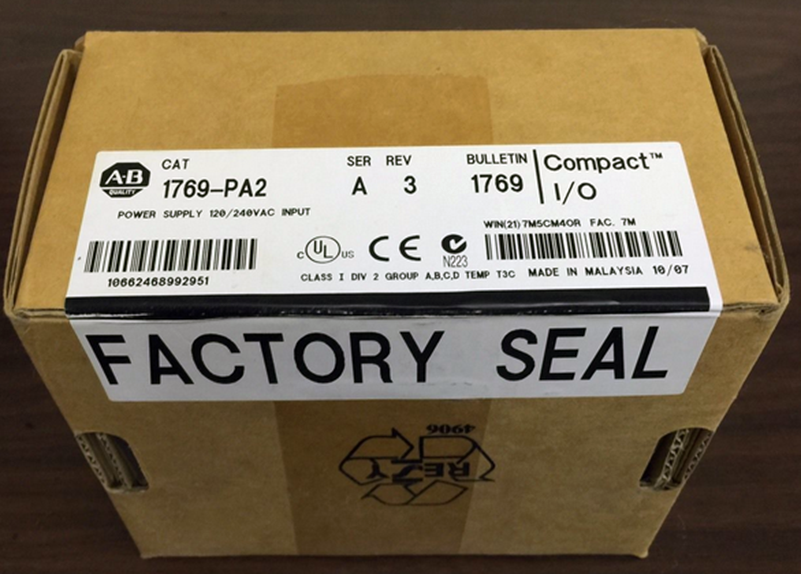 CAT
SER REV
BULLETIN
Compact™
A-B
QUALITY
1769-PA2
A 3
1769
I/O
POWER SUPPLY 120/240VAC INPUT
WIN(21) 7M5CM40R FAC. 7M
C UL US
CE
N223
10662468992951
CLASS I DIV 2 GROUP A,B,C,D TEMP T3C
MADE IN MALAYSIA 10/07
FACTORY SEAL
4906
RE-ZY